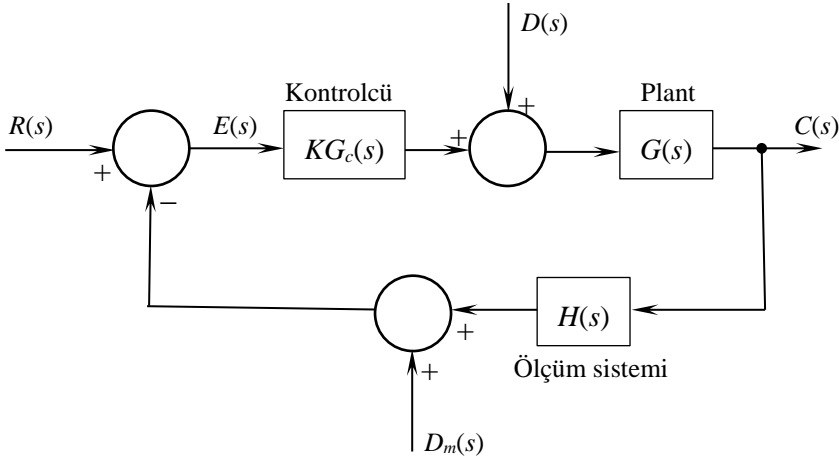 D(s)
Kontrolcü
Plant
R(s)
E(s)
C(s)
+
+
+
KG_c(s)
G(s)
−
H(s)
+
+
Ölçüm sistemi
D_m(s)